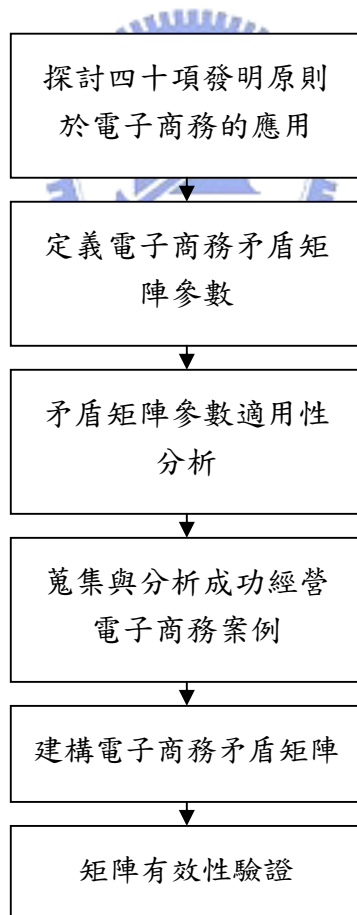 探討四十項發明原則
於電子商務的應用
定義電子商務矛盾矩
陣參數
矛盾矩陣參數適用性
分析
蒐集與分析成功經營
電子商務案例
建構電子商務矛盾矩陣
矩陣有效性驗證